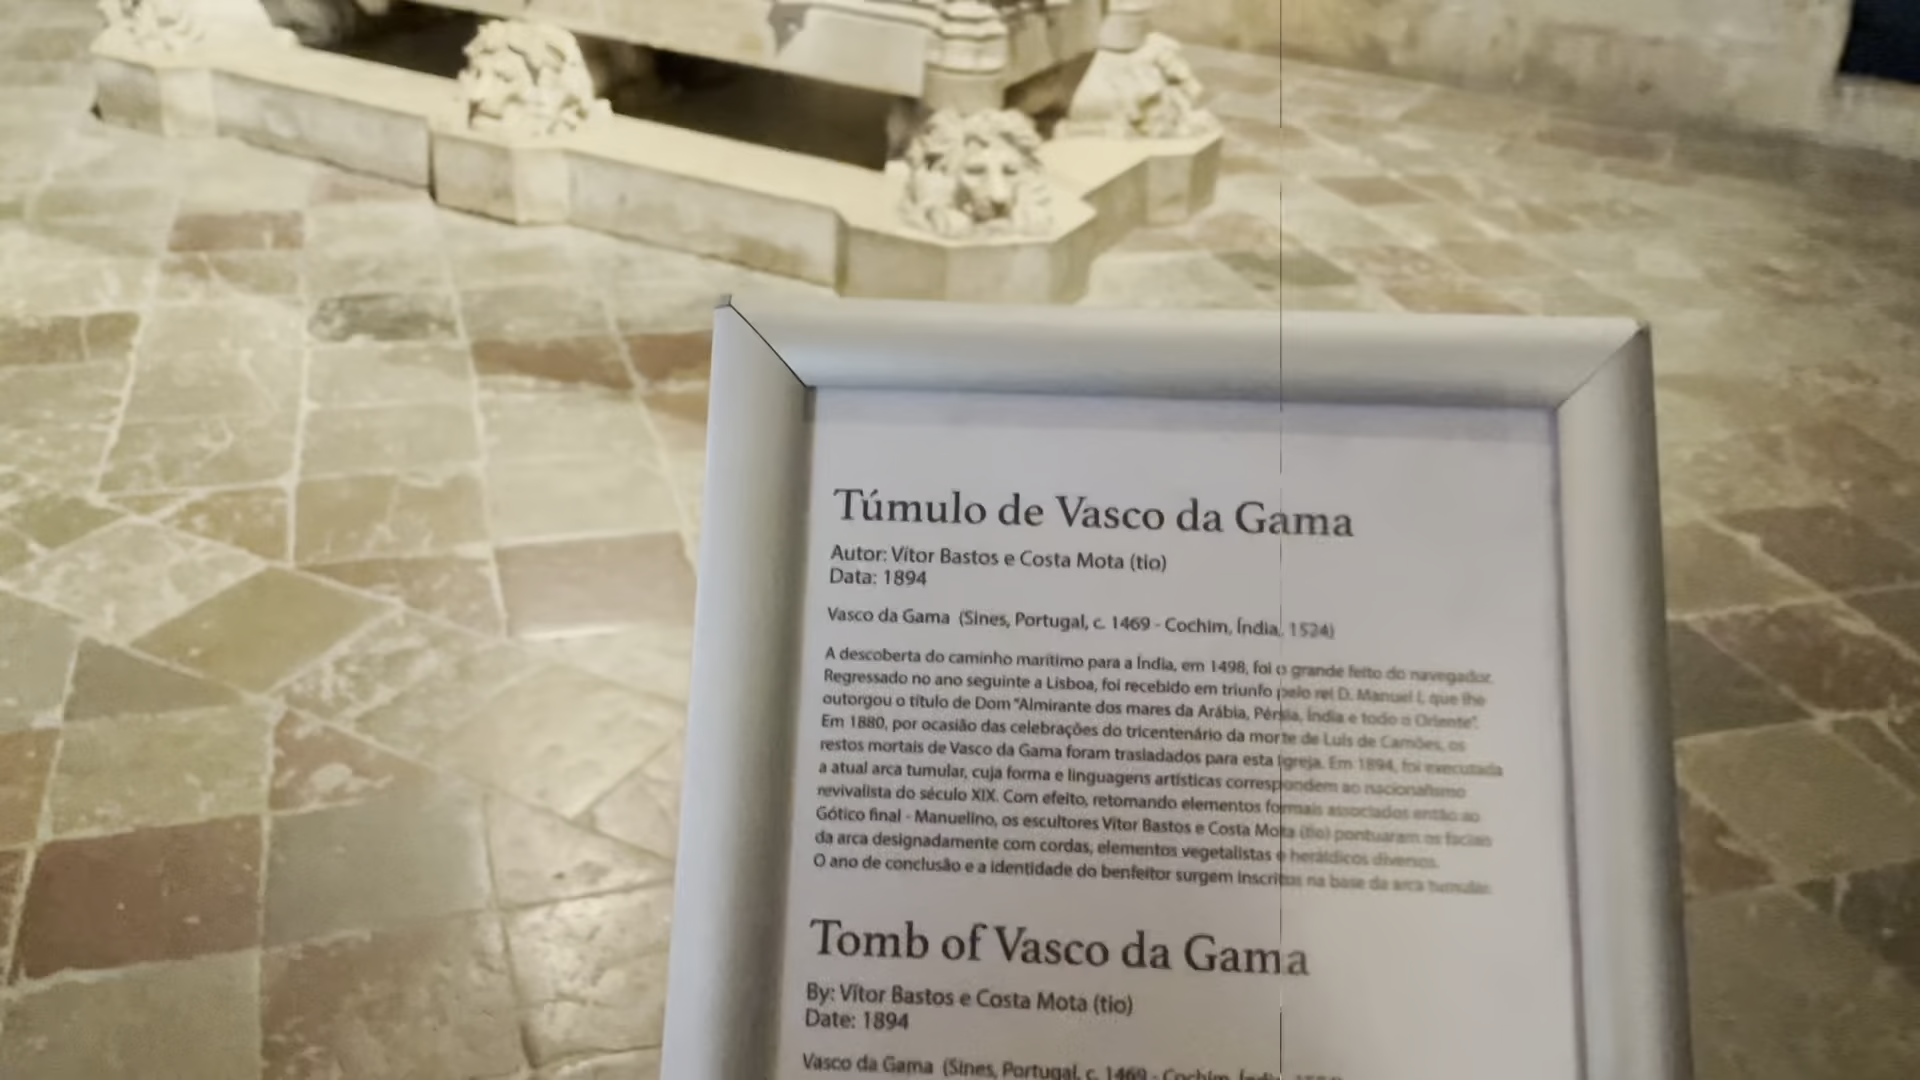 Túmulo de Vasco da Gama
Autor: Vítor Bastos e Costa Mota (tio)
Data: 1894
Vasco da Gama (Sines, Portugal, c. 1469 - Cochim, Índia, 1524)
A descoberta do caminho marítimo para a Índia, em 1498, foi o grande feito do navegador.
Regressado no ano seguinte a Lisboa, foi recebido em triunfo pelo rei D. Manuel I, que lhe
outorgou o título de Dom "Almirante dos mares da Arábia, Pérsia, Índia e todo o Oriente".
Em 1880, por ocasião das celebrações do tricentenário da morte de Luís de Camões, os
restos mortais de Vasco da Gama foram trasladados para esta Igreja. Em 1894, foi executada
a atual arca tumular, cuja forma e linguagens artísticas correspondem ao nacionalismo
revivalista do século XIX. Com efeito, retomando elementos formais associados então ao
Gótico final - Manuelino, os escultores Vítor Bastos e Costa Mota (tio) pontuaram os faciais
da arca designadamente com cordas, elementos vegetalistas e heráldicos diversos.
O ano de conclusão e a identidade do benfeitor surgem inscritos na base da arca tumular.
Tomb of Vasco da Gama
By: Vítor Bastos e Costa Mota (tio)
Date: 1894
Vasco da Gama (Sines, Portugal, c. 1469 - Cochim, Índia,